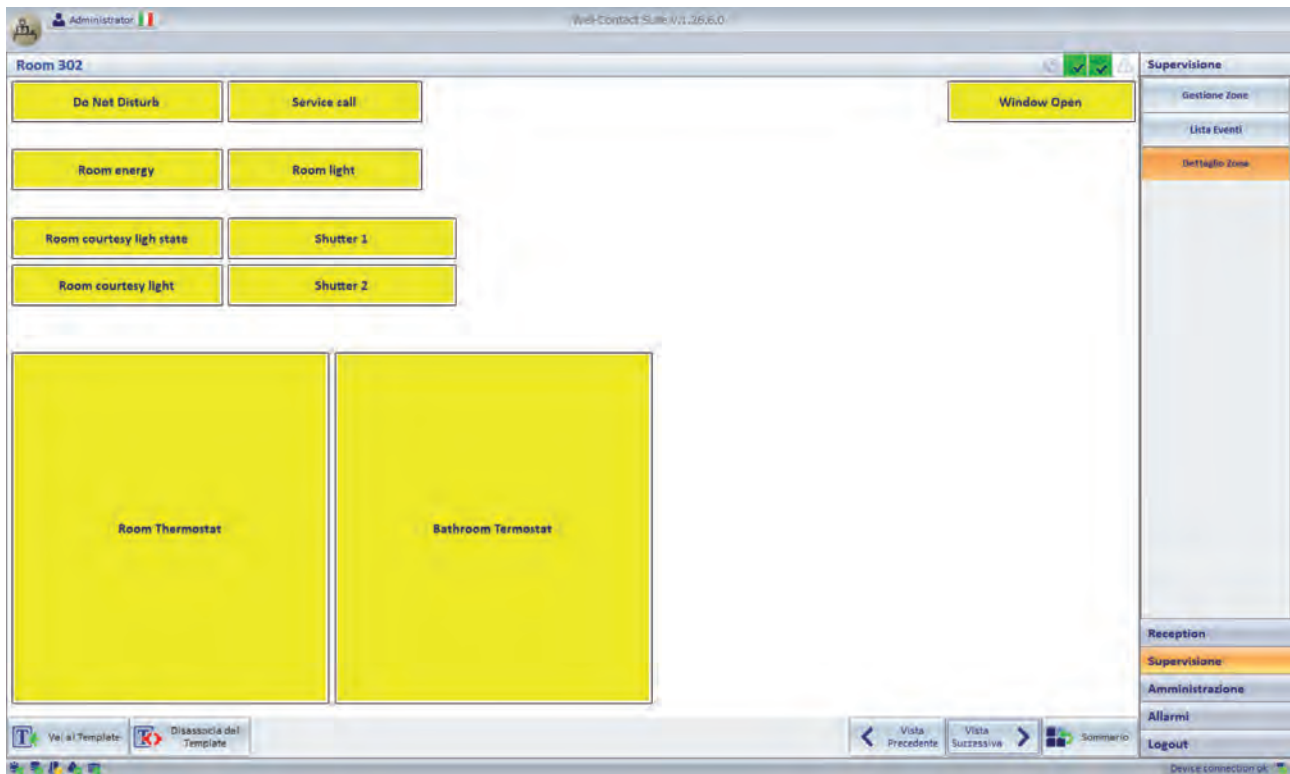 Administrator
Well-Contact Suite V.1.26.6.0
Room 302
Supervisione
Do Not Disturb
Service call
Window Open
Gestione Zone
Lista Eventi
Room energy
Room light
Dettaglio Zona
Room courtesy ligh state
Shutter 1
Room courtesy light
Shutter 2
Room Thermostat
Bathroom Termostat
Reception
Supervisione
Amministrazione
Allarmi
Logout
Vai al Template
Disassocia dal
Template
Vista
Precedente
Vista
Successiva
Sommario
Device connection ok